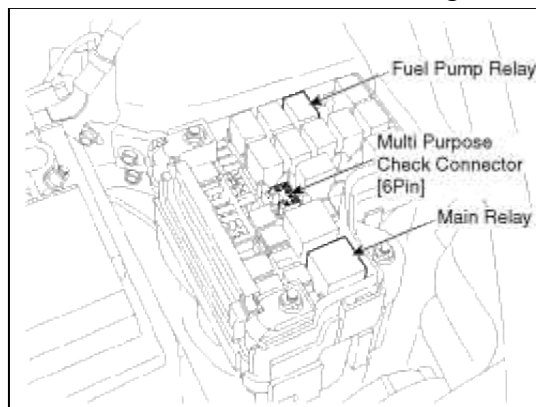 Fuel Pump Relay
Multi Purpose
Check Connector
[6Pin]
Main Relay